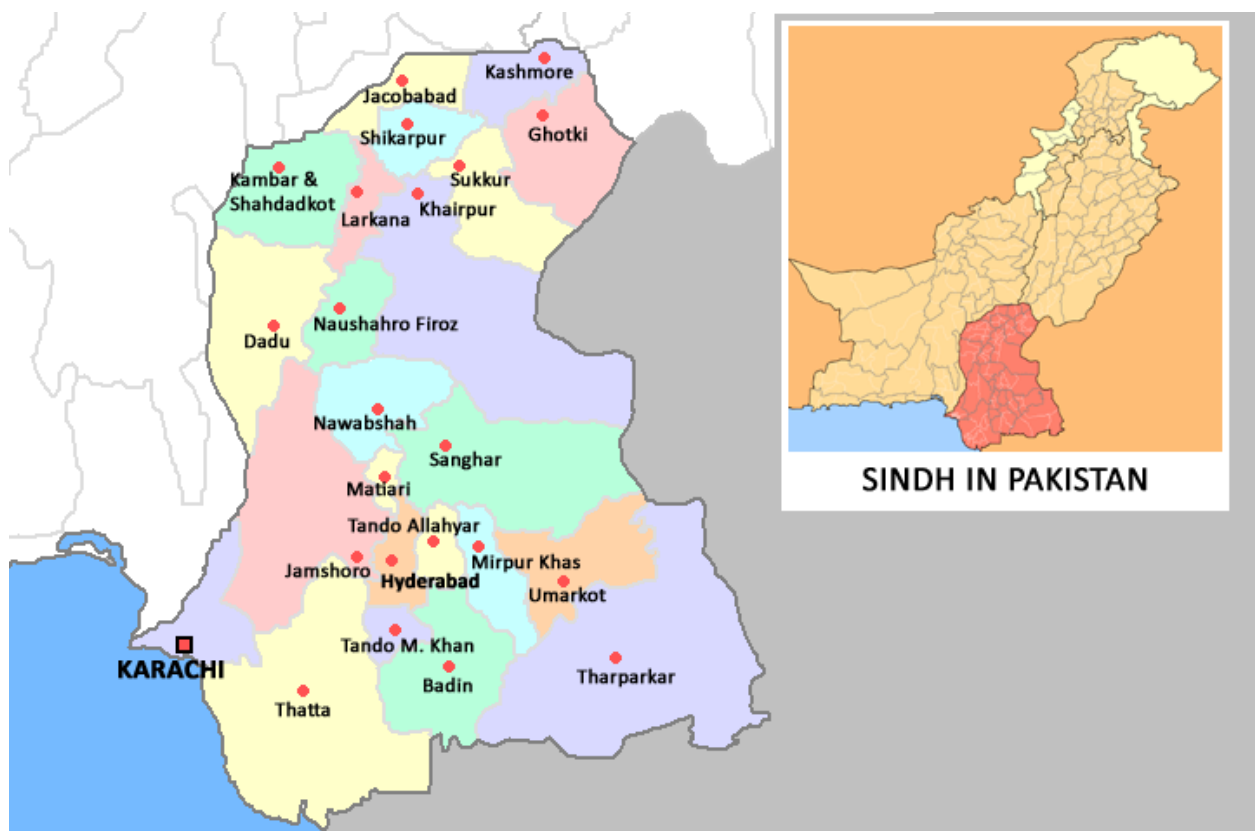 Kashmore
Jacobabad
Ghotki
Shikarpur
Kambar &
Shahdadkot
Sukkur
Larkana
Khairpur
Naushahro Firoz
Dadu
Nawabshah
Sanghar
Matiari
Tando Allahyar
Jamshoro
Hyderabad
Mirpur Khas
Umarkot
Tando M. Khan
KARACHI
Badin
Tharparkar
Thatta
SINDH IN PAKISTAN